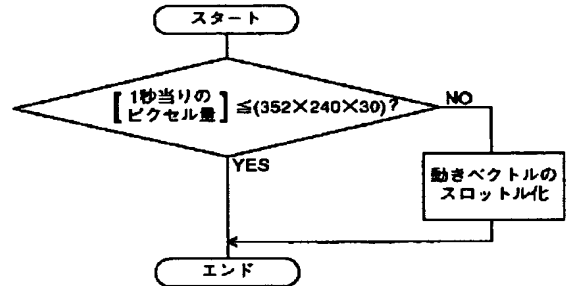 スタート
[1秒当りの
ピクセル量] ≦(352×240×30)?
NO
YES
動きベクトルの
スロットル化
エンド